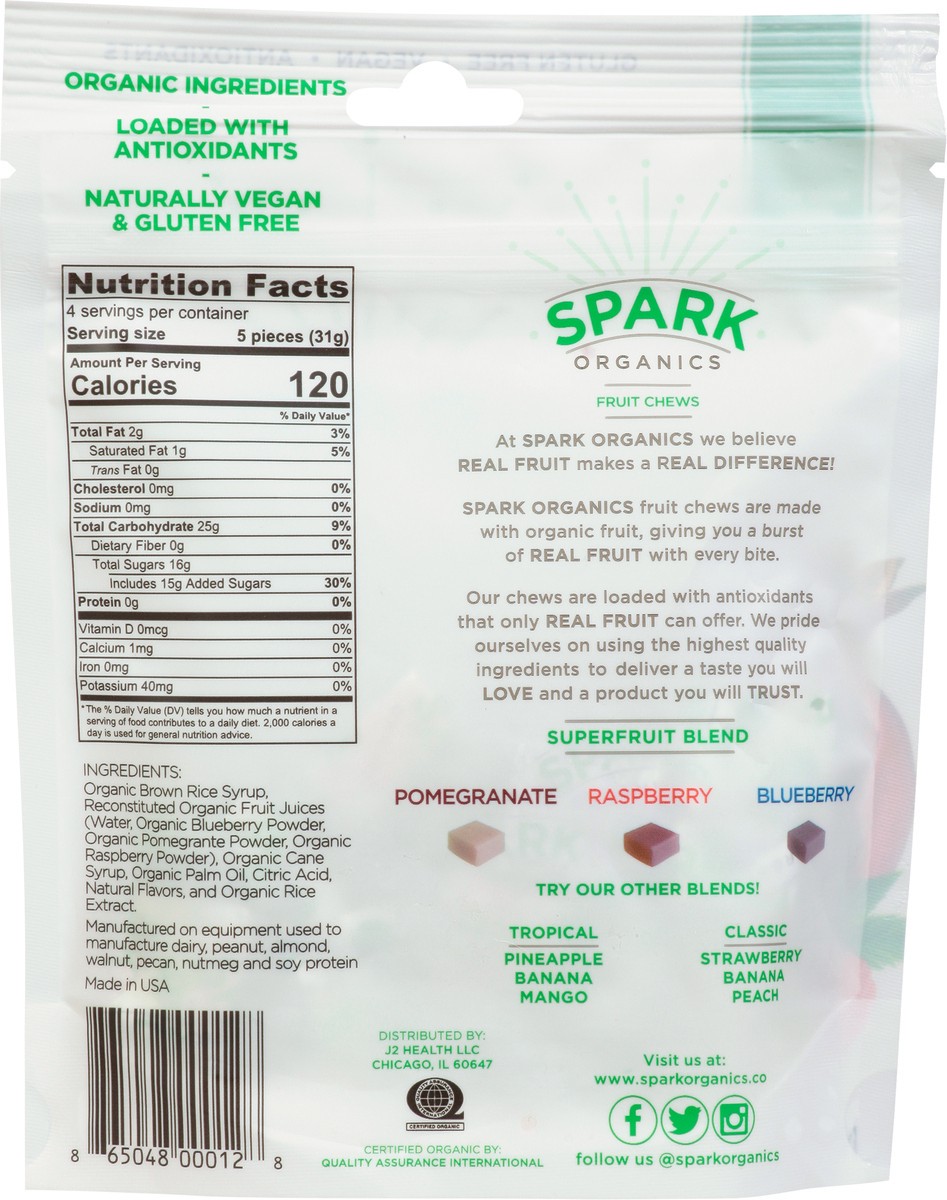 GLUTEN FREE • VEGAN • ANTIOXIDANTS
ORGANIC INGREDIENTS
-
LOADED WITH
ANTIOXIDANTS
-
NATURALLY VEGAN
& GLUTEN FREE
Nutrition Facts
4 servings per container
Serving size 5 pieces (31g)
Amount Per Serving
Calories 120
% Daily Value*
Total Fat 2g 3%
Saturated Fat 1g 5%
Trans Fat 0g
Cholesterol 0mg 0%
Sodium 0mg 0%
Total Carbohydrate 25g 9%
Dietary Fiber 0g 0%
Total Sugars 16g
Includes 15g Added Sugars 30%
Protein 0g 0%
Vitamin D 0mcg 0%
Calcium 1mg 0%
Iron 0mg 0%
Potassium 40mg 0%
*The % Daily Value (DV) tells you how much a nutrient in a
serving of food contributes to a daily diet. 2,000 calories a
day is used for general nutrition advice.
INGREDIENTS:
Organic Brown Rice Syrup,
Reconstituted Organic Fruit Juices
(Water, Organic Blueberry Powder,
Organic Pomegrante Powder, Organic
Raspberry Powder), Organic Cane
Syrup, Organic Palm Oil, Citric Acid,
Natural Flavors, and Organic Rice
Extract.
Manufactured on equipment used to
manufacture dairy, peanut, almond,
walnut, pecan, nutmeg and soy protein
Made in USA
8 65048 00012 8
SPARK
ORGANICS
FRUIT CHEWS
At SPARK ORGANICS we believe
REAL FRUIT makes a REAL DIFFERENCE!
SPARK ORGANICS fruit chews are made
with organic fruit, giving you a burst
of REAL FRUIT with every bite.
Our chews are loaded with antioxidants
that only REAL FRUIT can offer. We pride
ourselves on using the highest quality
ingredients to deliver a taste you will
LOVE and a product you will TRUST.
SUPERFRUIT BLEND
POMEGRANATE RASPBERRY BLUEBERRY
TRY OUR OTHER BLENDS!
TROPICAL
PINEAPPLE
BANANA
MANGO
CLASSIC
STRAWBERRY
BANANA
PEACH
DISTRIBUTED BY:
J2 HEALTH LLC
CHICAGO, IL 60647
QUALITY ASSURANCE INTERNATIONAL
CERTIFIED ORGANIC
CERTIFIED ORGANIC BY:
QUALITY ASSURANCE INTERNATIONAL
Visit us at:
www.sparkorganics.co
follow us @sparkorganics